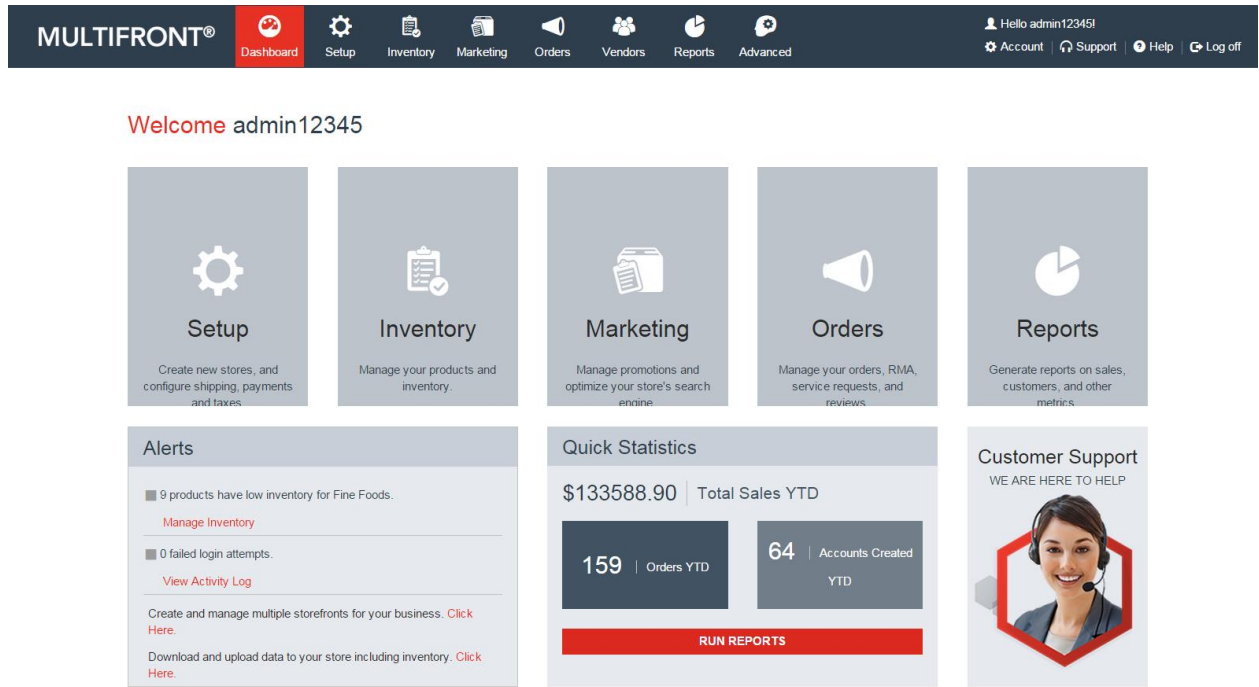 MULTIFRONT®
Dashboard
Setup
Inventory
Marketing
Orders
Vendors
Reports
Advanced
Hello admin12345!
Account
Support
Help
Log off
Welcome admin12345
Setup
Create new stores, and
configure shipping, payments
and taxes
Inventory
Manage your products and
inventory.
Marketing
Manage promotions and
optimize your store's search
engine
Orders
Manage your orders, RMA,
service requests, and
reviews
Reports
Generate reports on sales,
customers, and other
metrics
Alerts
9 products have low inventory for Fine Foods.
Manage Inventory
0 failed login attempts.
View Activity Log
Create and manage multiple storefronts for your business. Click
Here.
Download and upload data to your store including inventory. Click
Here.
Quick Statistics
$133588.90 Total Sales YTD
159 Orders YTD
64 Accounts Created
YTD
RUN REPORTS
Customer Support
WE ARE HERE TO HELP